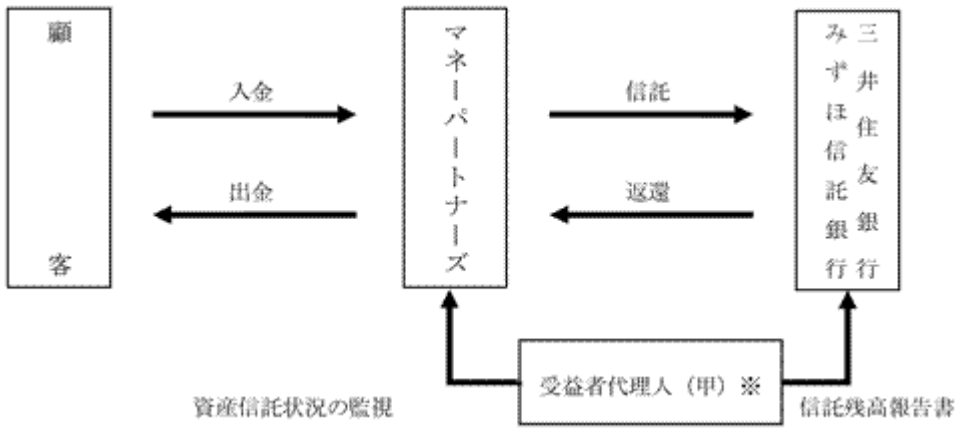 顧客
入金
出金
マネーパートナーズ
信託
返還
三井住友銀行
みずほ信託銀行
受益者代理人（甲）※
資産信託状況の監視
信託残高報告書